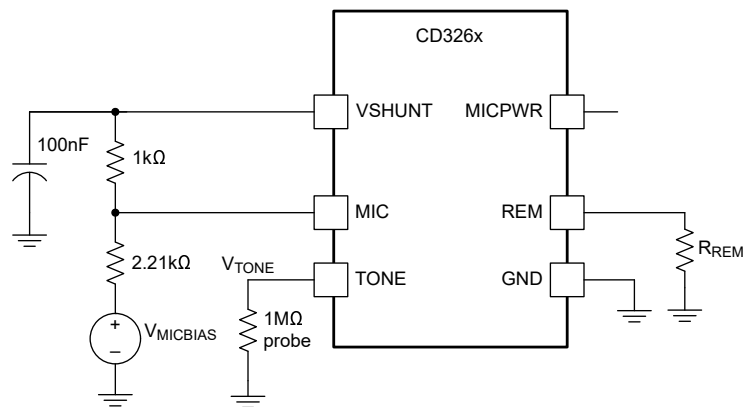 CD326x
VSHUNT
MICPWR
100nF
1kΩ
MIC
REM
2.21kΩ
VTONE
TONE
GND
RREM
1MΩ
probe
VMICBIAS
+
–